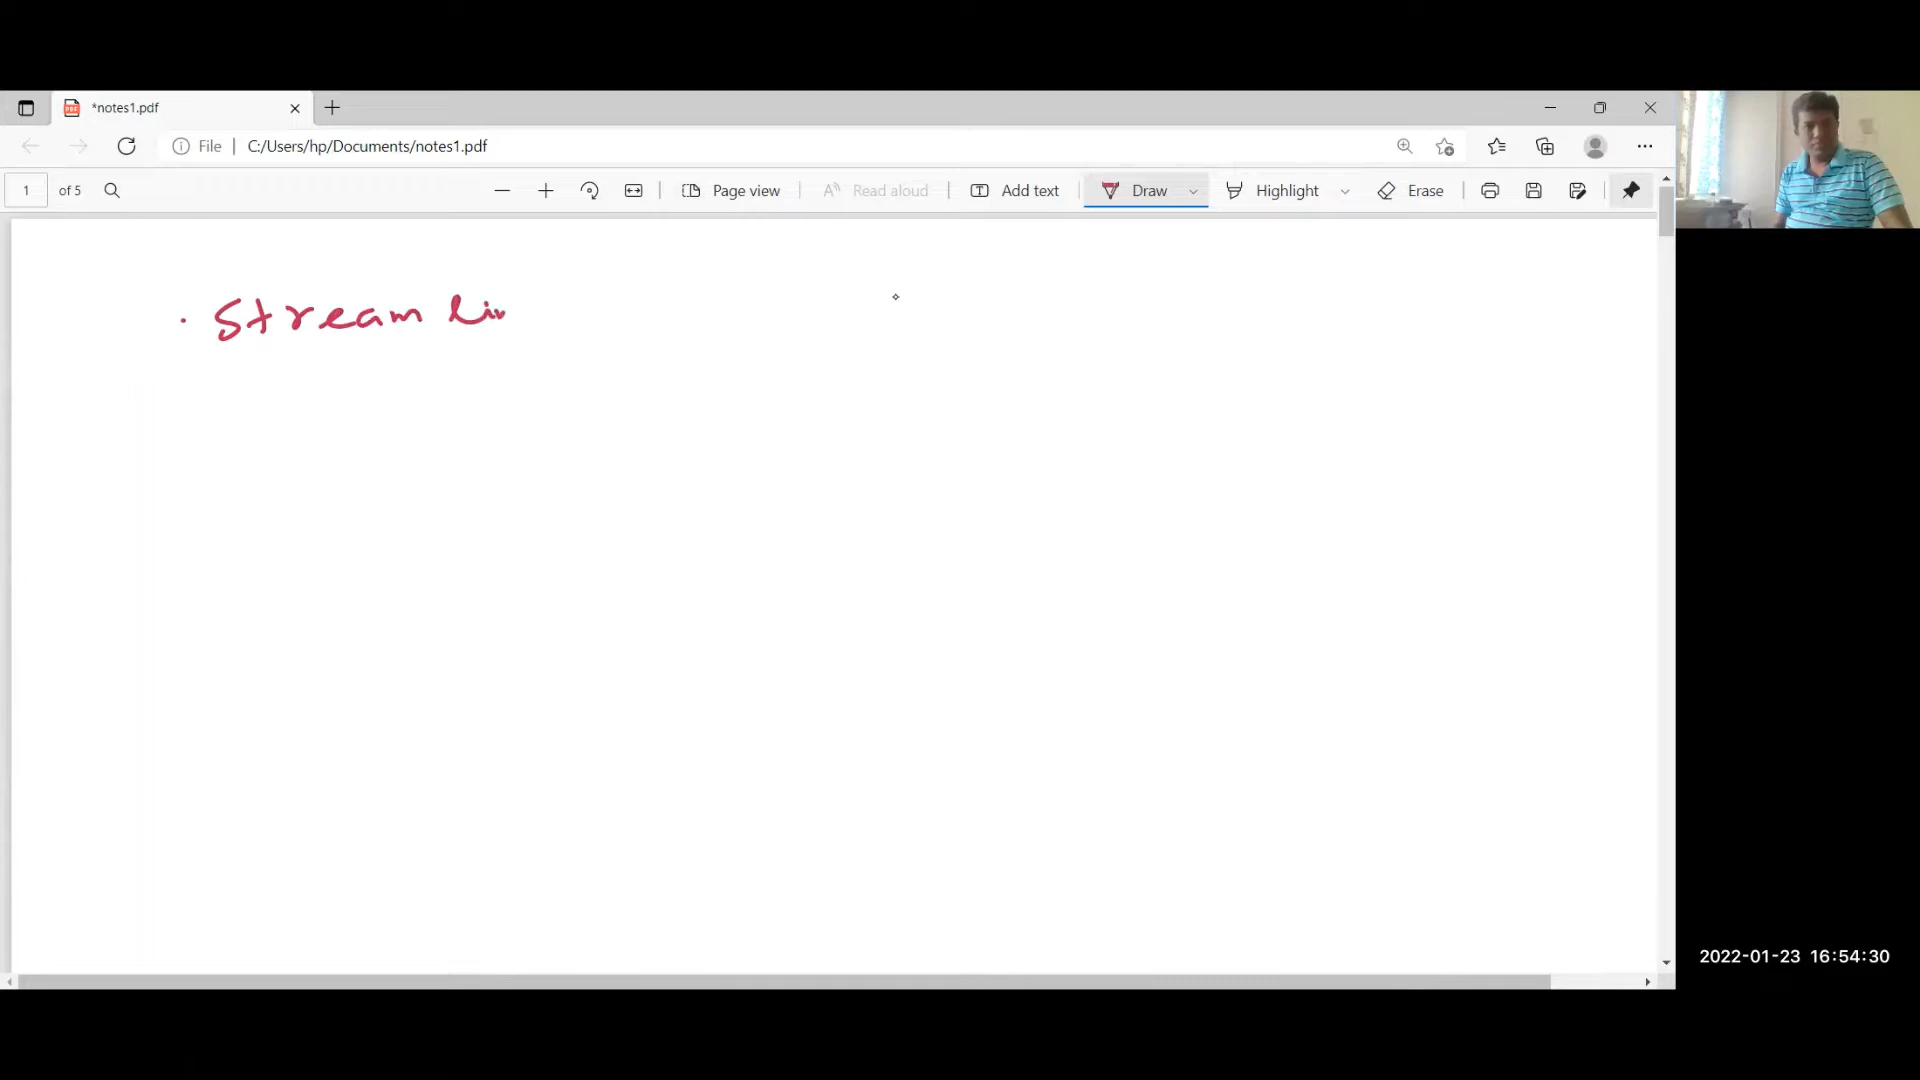 *notes1.pdf
File C:/Users/hp/Documents/notes1.pdf
1 of 5 Page view Read aloud Add text Draw Highlight Erase
. Stream lin
2022-01-23 16:54:30